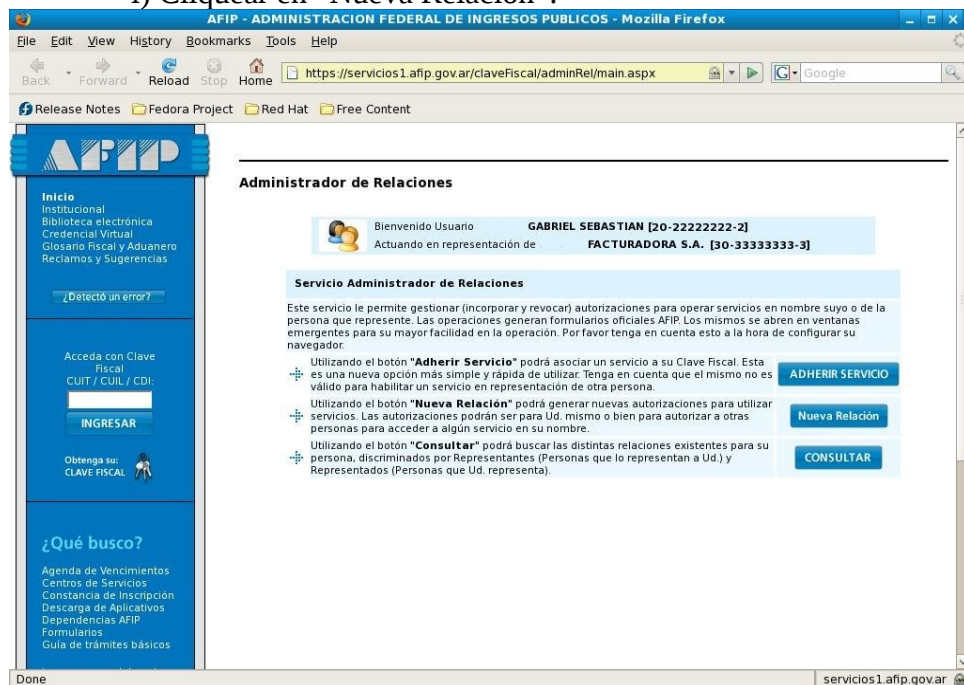 AFIP - ADMINISTRACION FEDERAL DE INGRESOS PUBLICOS - Mozilla Firefox
File Edit View History Bookmarks Tools Help
Back Forward Reload Stop Home https://servicios1.afip.gov.ar/claveFiscal/adminRel/main.aspx Google
Release Notes Fedora Project Red Hat Free Content
AFIP
Inicio
Institucional
Biblioteca electrónica
Credencial Virtual
Glosario Fiscal y Aduanero
Reclamos y Sugerencias
¿Detectó un error?
Acceda con Clave
Fiscal
CUIT / CUIL / CDI:
INGRESAR
Obtenga su:
CLAVE FISCAL
¿Qué busco?
Agenda de Vencimientos
Centros de Servicios
Constancia de Inscripción
Descarga de Aplicativos
Dependencias AFIP
Formularios
Guía de trámites básicos
Administrador de Relaciones
Bienvenido Usuario GABRIEL SEBASTIAN [20-22222222-2]
Actuando en representación de FACTURADORA S.A. [30-33333333-3]
Servicio Administrador de Relaciones
Este servicio le permite gestionar (incorporar y revocar) autorizaciones para operar servicios en nombre suyo o de la
persona que represente. Las operaciones generan formularios oficiales AFIP. Los mismos se abren en ventanas
emergentes para su mayor facilidad en la operación. Por favor tenga en cuenta esto a la hora de configurar su
navegador.
Utilizando el botón "Adherir Servicio" podrá asociar un servicio a su Clave Fiscal. Esta
es una nueva opción más simple y rápida de utilizar. Tenga en cuenta que el mismo no es
válido para habilitar un servicio en representación de otra persona.
ADHERIR SERVICIO
Utilizando el botón "Nueva Relación" podrá generar nuevas autorizaciones para utilizar
servicios. Las autorizaciones podrán ser para Ud. mismo o bien para autorizar a otras
personas para acceder a algún servicio en su nombre.
Nueva Relación
Utilizando el botón "Consultar" podrá buscar las distintas relaciones existentes para su
persona, discriminados por Representantes (Personas que lo representan a Ud.) y
Representados (Personas que Ud. representa).
CONSULTAR
Done servicios1.afip.gov.ar